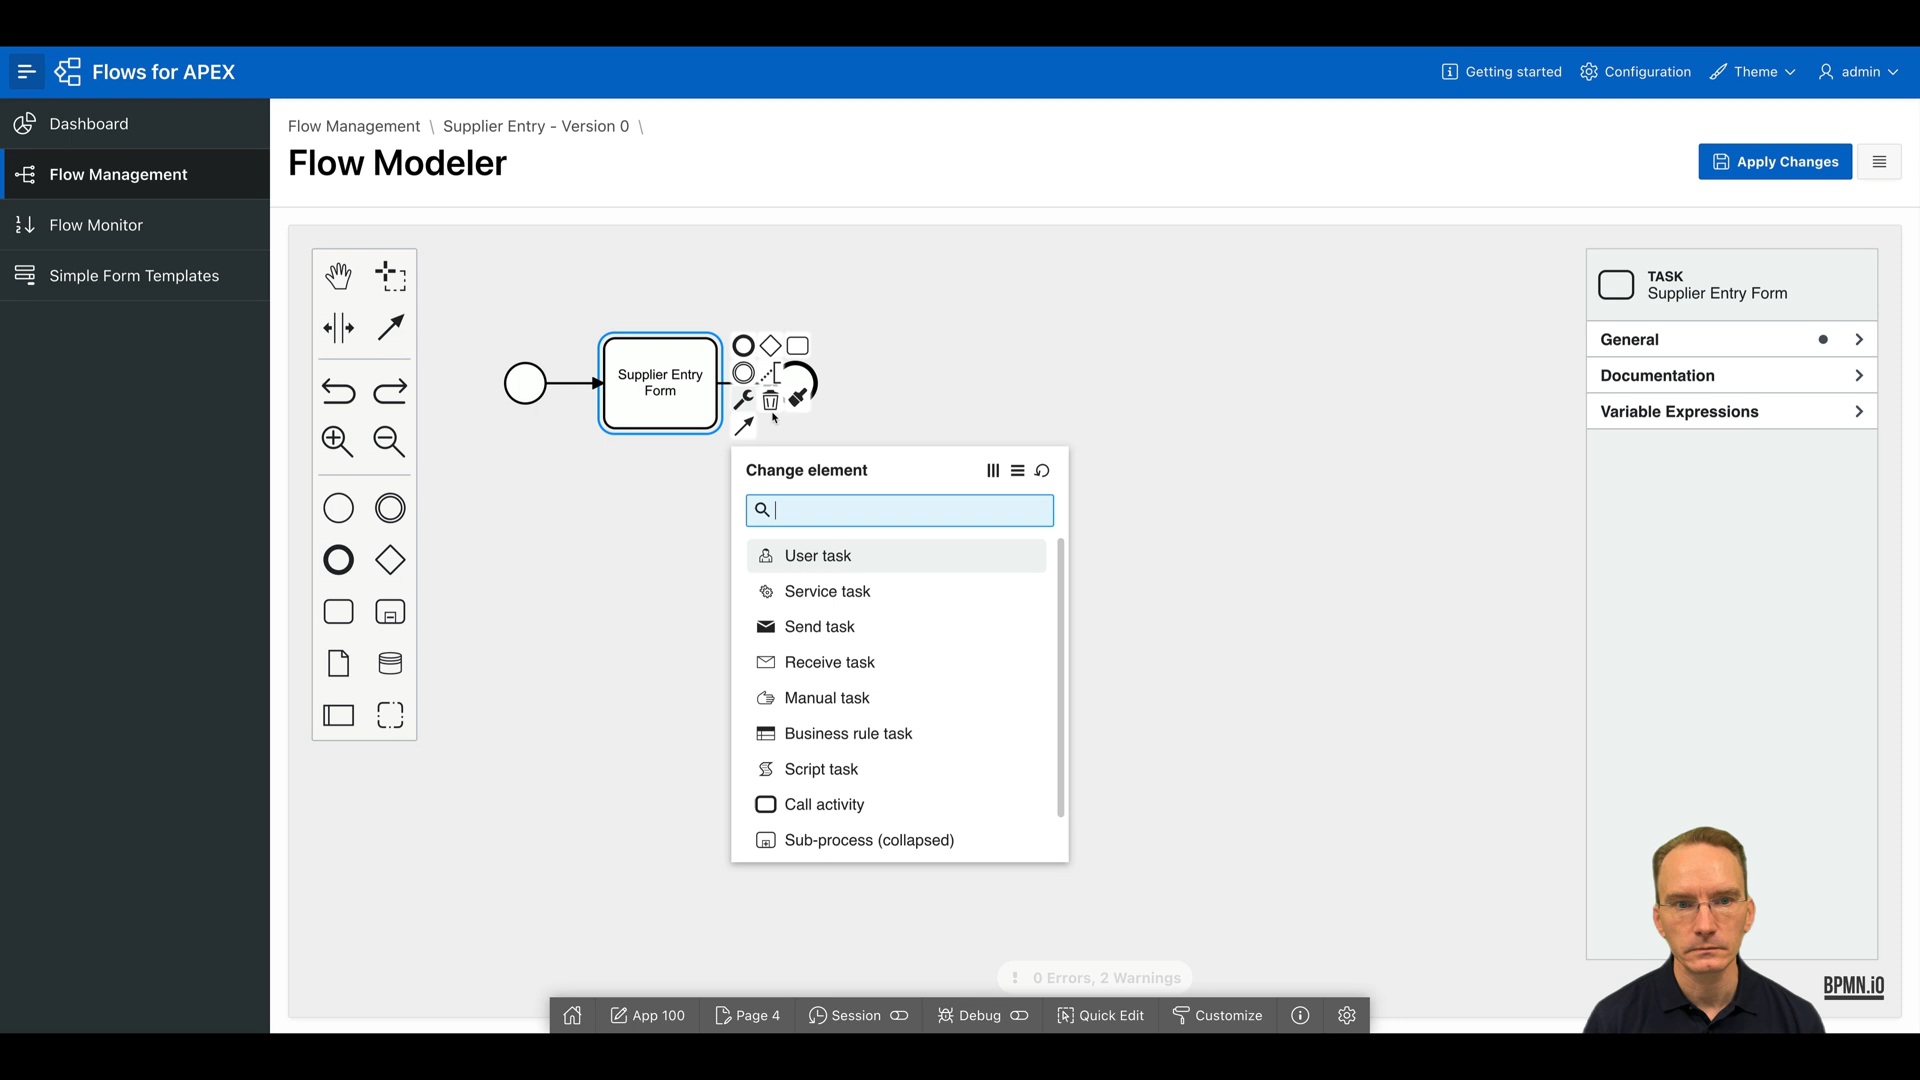 Flows for APEX
Getting started
Configuration
Theme
admin
Dashboard
Flow Management
Flow Monitor
Simple Form Templates
Flow Management \ Supplier Entry - Version 0 \
Flow Modeler
Apply Changes
Supplier Entry
Form
TASK
Supplier Entry Form
General
Documentation
Variable Expressions
Change element
User task
Service task
Send task
Receive task
Manual task
Business rule task
Script task
Call activity
Sub-process (collapsed)
0 Errors, 2 Warnings
BPMN.iO
App 100
Page 4
Session
Debug
Quick Edit
Customize